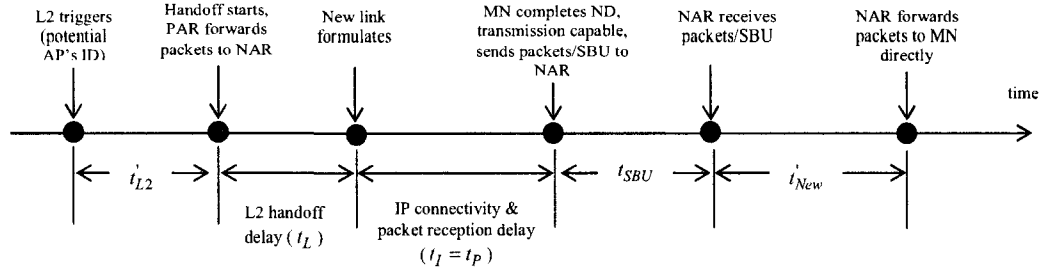 L2 triggers
(potential
AP's ID)
Handoff starts,
PAR forwards
packets to NAR
New link
formulates
MN completes ND,
transmission capable,
sends packets/SBU to
NAR
NAR receives
packets/SBU
NAR forwards
packets to MN
directly
time
t'L2
tSBU
t'New
L2 handoff
delay ( tL )
IP connectivity &
packet reception delay
( tI = tP )